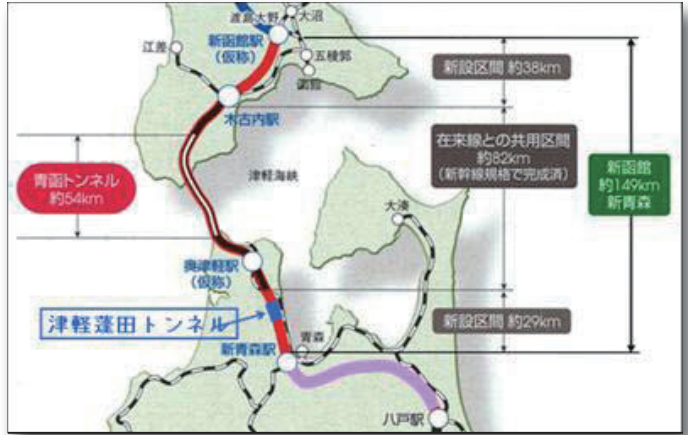 渡島大野
大沼
新函館駅
(仮称)
江差
五稜郭
函館
木古内駅
新設区間 約38km
在来線との共用区間
約82km
(新幹線規格で完成済)
新函館
約149km
新青森
青函トンネル
約54km
津軽海峡
大湊
奥津軽駅
(仮称)
津軽蓬田トンネル
新設区間 約29km
青森
新青森駅
八戸駅